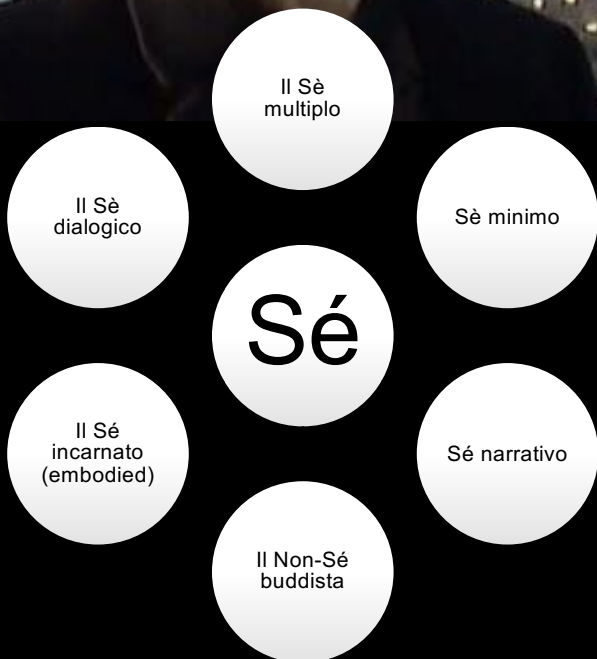 Il Sè
multiplo
Il Sè
dialogico
Sè minimo
Sé
Il Sé
incarnato
(embodied)
Sé narrativo
Il Non-Sé
buddista